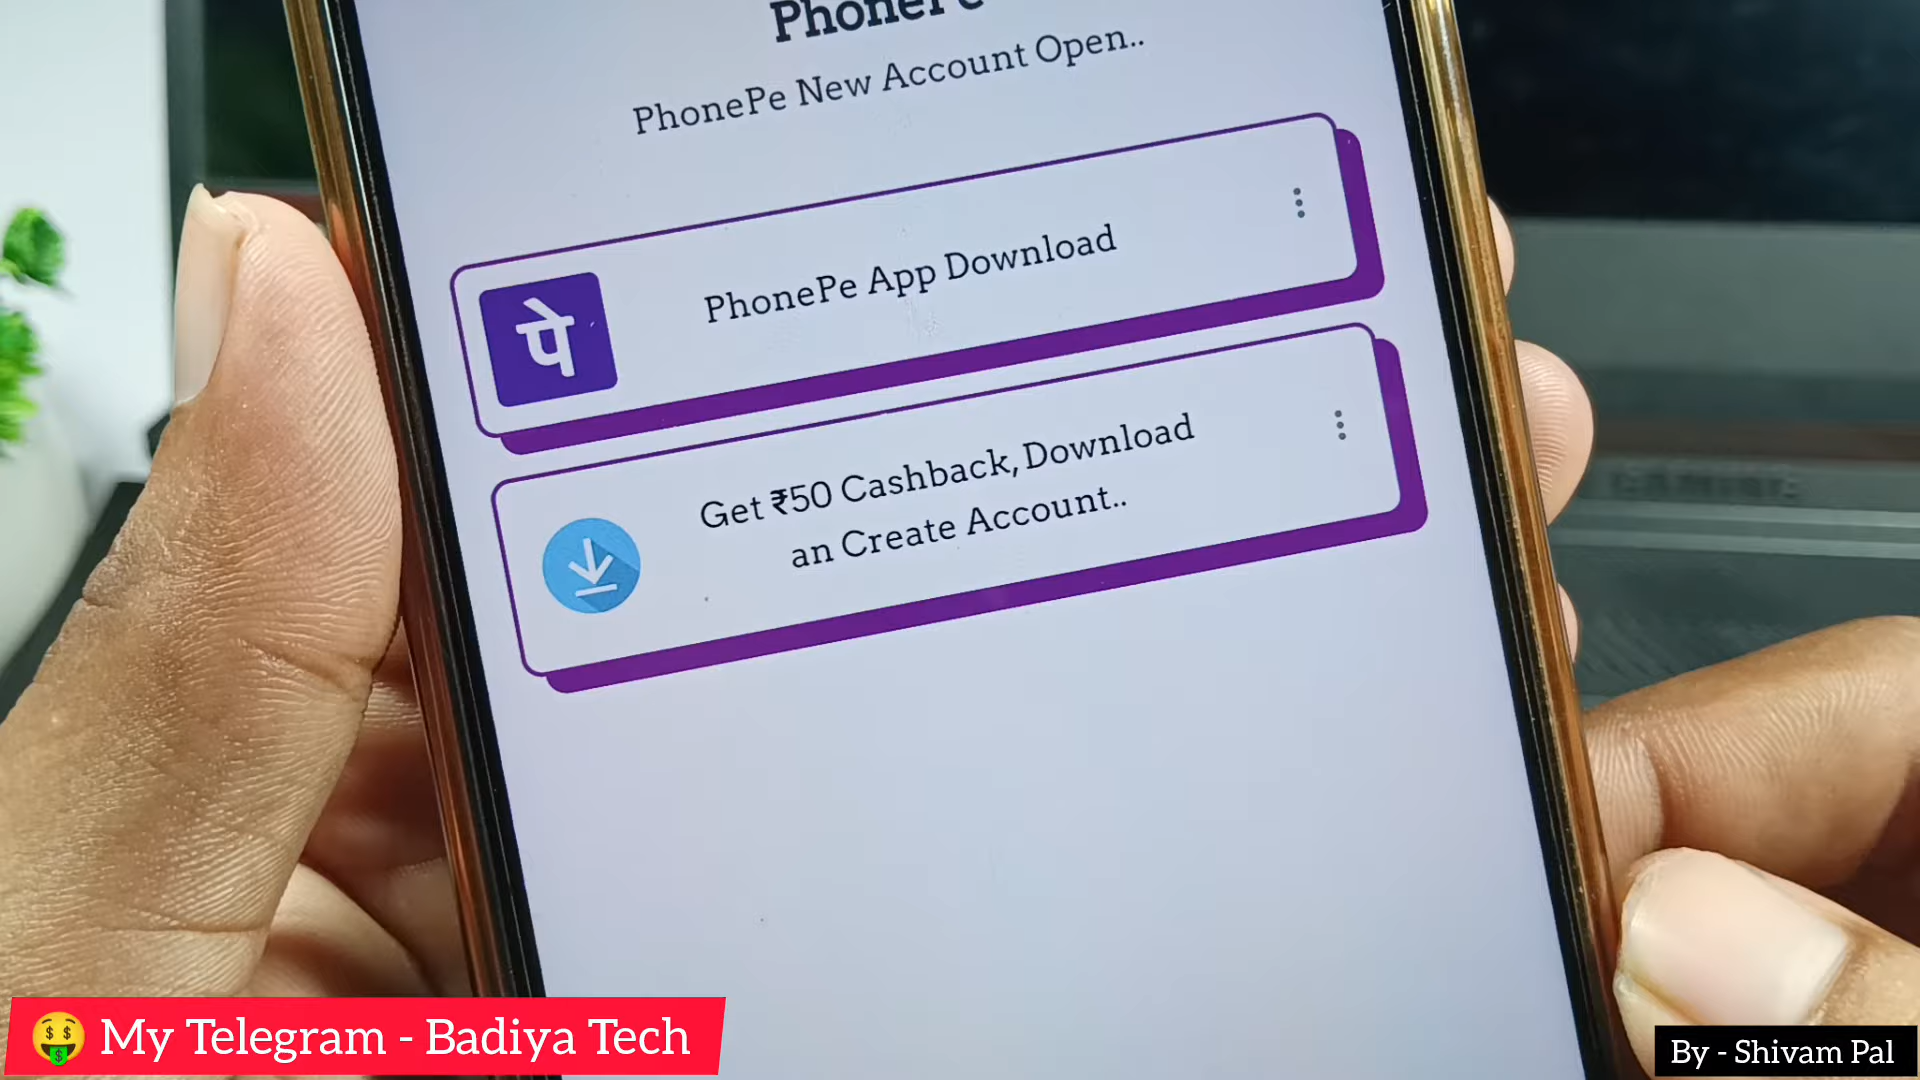 PhonePe
PhonePe New Account Open..
PhonePe App Download
पे
Get ₹50 Cashback, Download
an Create Account..
My Telegram - Badiya Tech
By - Shivam Pal